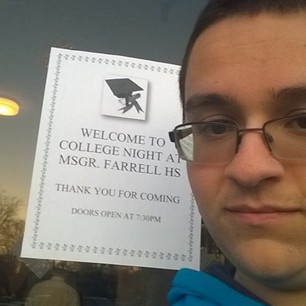 WELCOME TO
COLLEGE NIGHT AT
MSGR. FARRELL HS
THANK YOU FOR COMING
DOORS OPEN AT 7:30PM